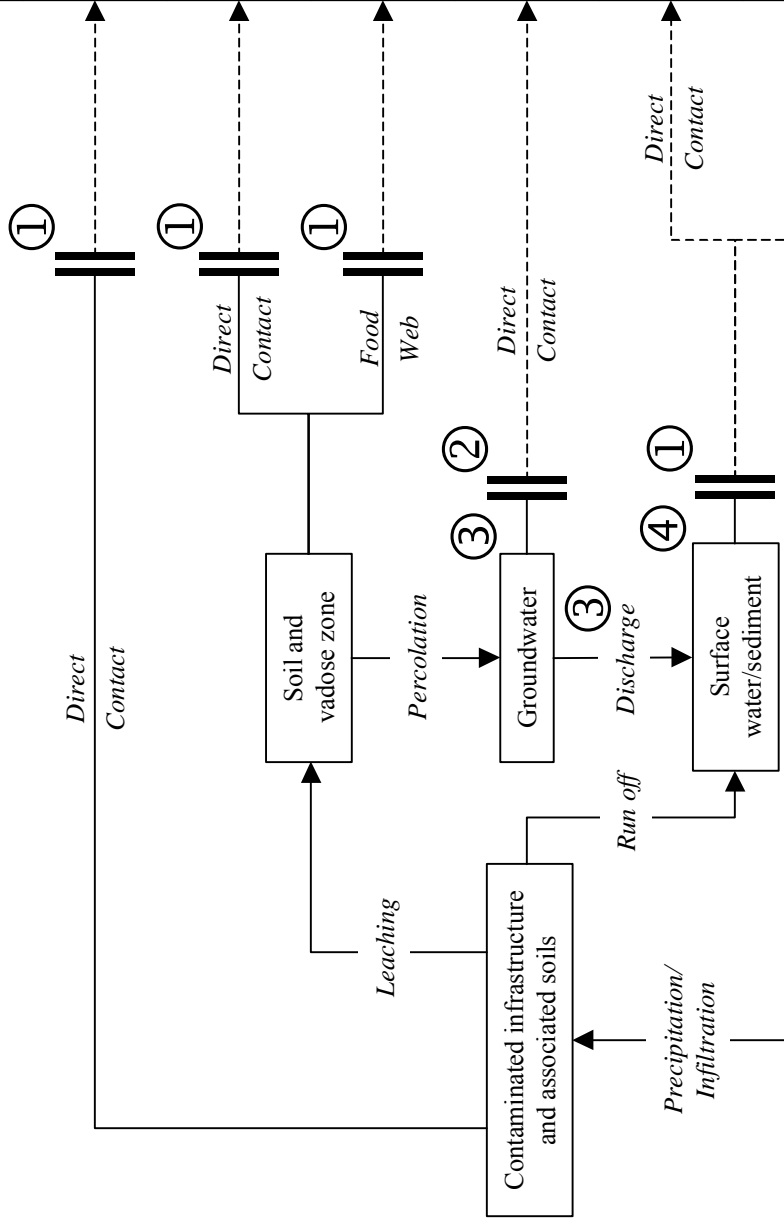 ①
Direct
Contact
①
Direct
Contact
①
Food
Web
Direct
Contact
Direct
Contact
②
③
①
④
Soil and
vadose zone
Percolation
Groundwater
③
Discharge
Surface
water/sediment
Leaching
Run off
Contaminated infrastructure
and associated soils
Precipitation/
Infiltration